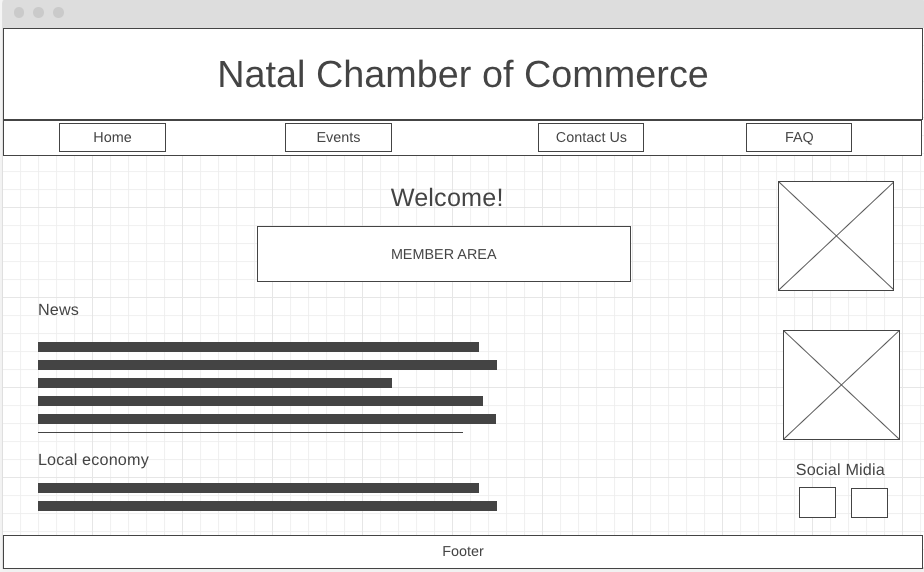 Natal Chamber of Commerce
Home Events Contact Us FAQ
Welcome!
MEMBER AREA
News
Local economy
Social Midia
Footer